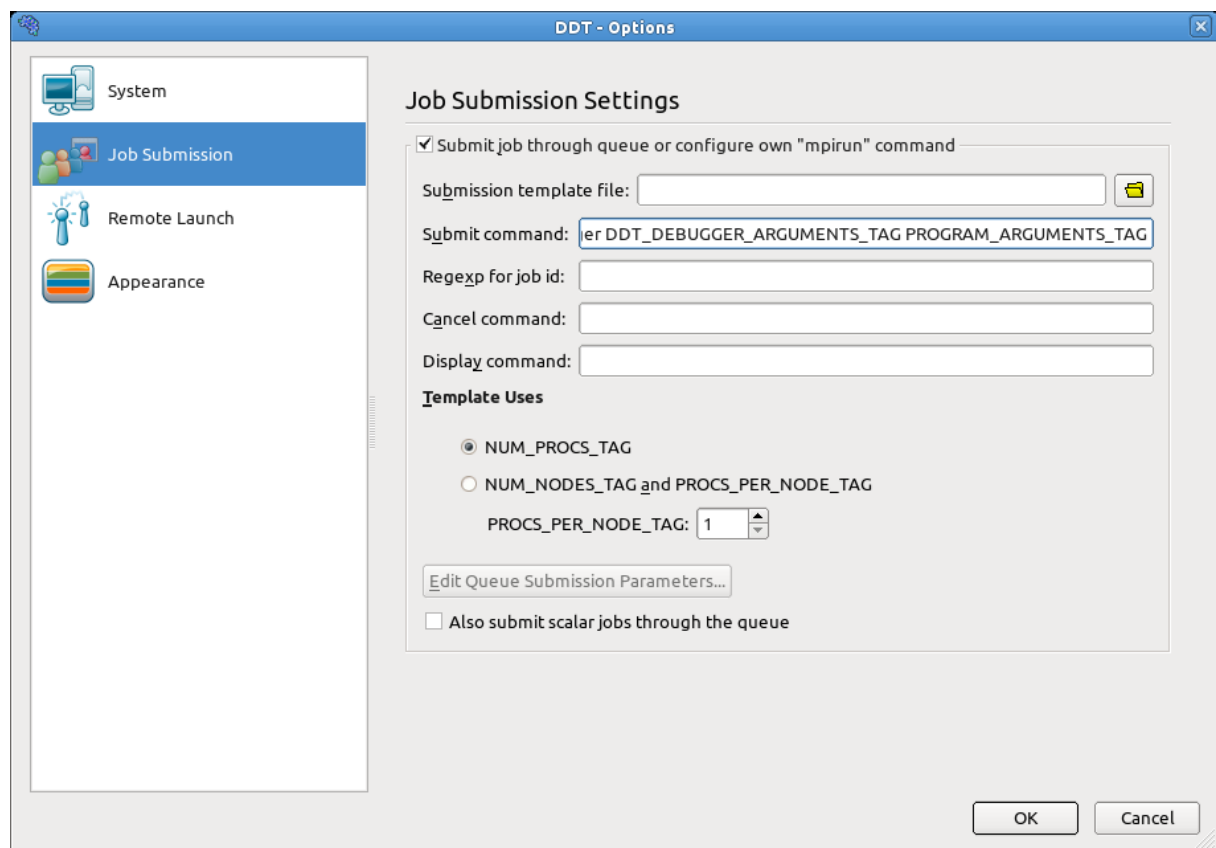 DDT - Options
System
Job Submission
Remote Launch
Appearance
Job Submission Settings
Submit job through queue or configure own "mpirun" command
Submission template file:
Submit command: er DDT_DEBUGGER_ARGUMENTS_TAG PROGRAM_ARGUMENTS_TAG
Regexp for job id:
Cancel command:
Display command:
Template Uses
NUM_PROCS_TAG
NUM_NODES_TAG and PROCS_PER_NODE_TAG
PROCS_PER_NODE_TAG: 1
Edit Queue Submission Parameters...
Also submit scalar jobs through the queue
OK Cancel